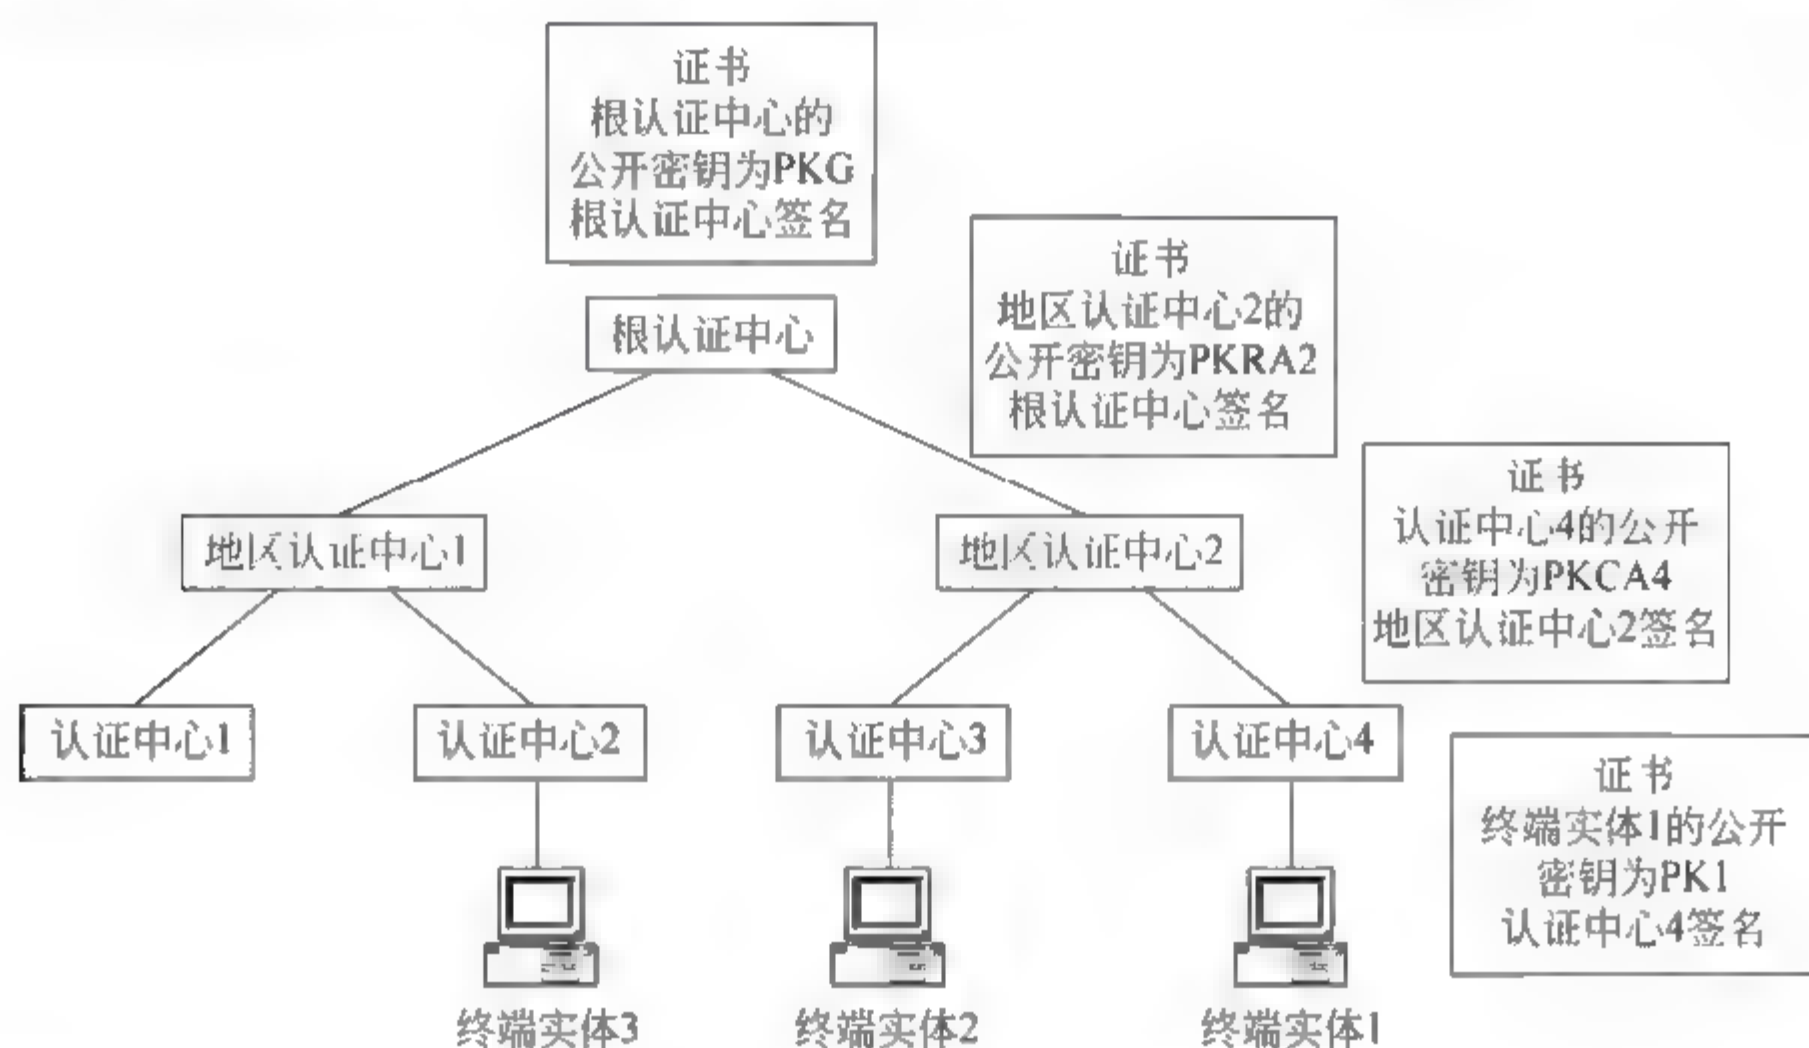 证书
根认证中心的
公开密钥为PKG
根认证中心签名
证书
地区认证中心2的
公开密钥为PKRA2
根认证中心签名
根认证中心
证书
认证中心4的公开
密钥为PKCA4
地区认证中心2签名
地区认证中心1
地区认证中心2
认证中心1
认证中心2
认证中心3
认证中心4
证书
终端实体1的公开
密钥为PK1
认证中心4签名
终端实体3
终端实体2
终端实体1